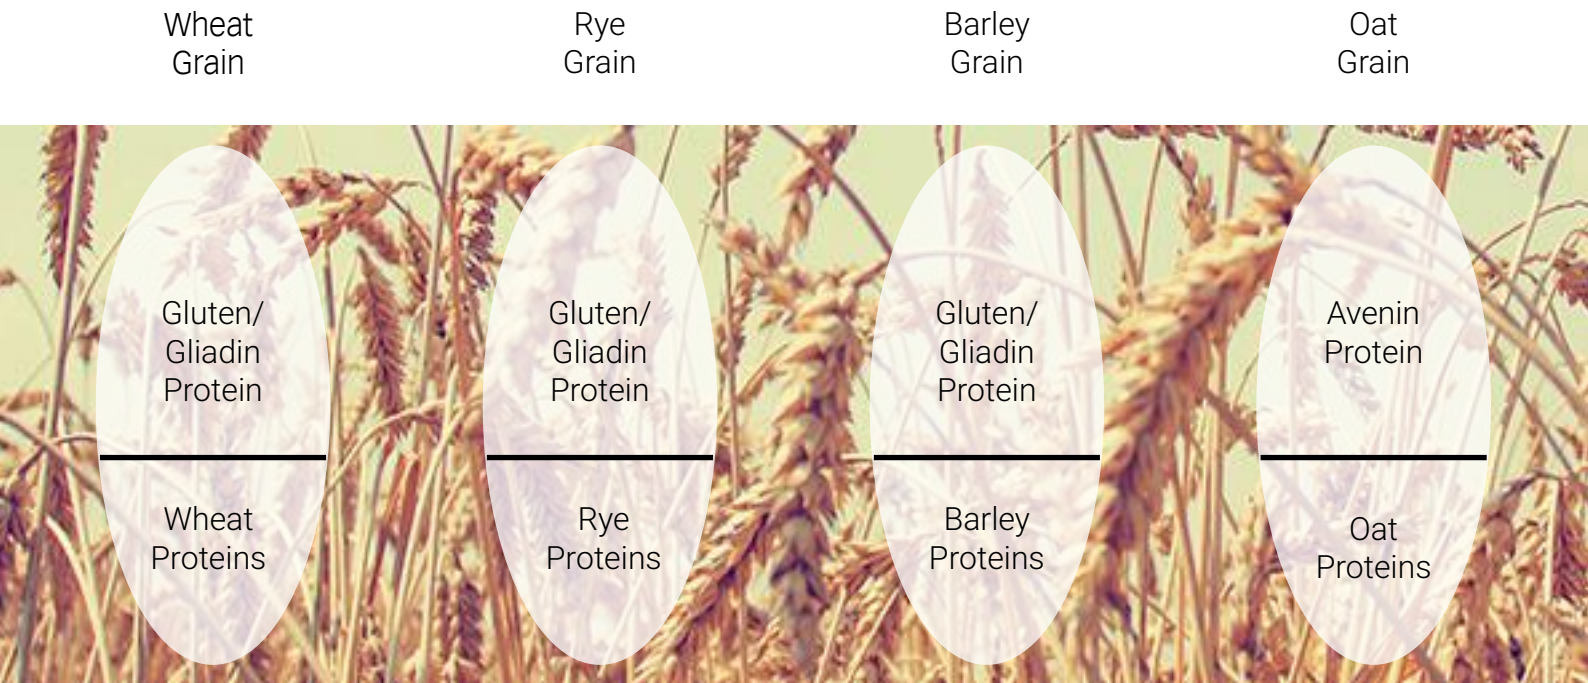 Wheat
Grain
Rye
Grain
Barley
Grain
Oat
Grain
Gluten/
Gliadin
Protein
Gluten/
Gliadin
Protein
Gluten/
Gliadin
Protein
Avenin
Protein
Wheat
Proteins
Rye
Proteins
Barley
Proteins
Oat
Proteins